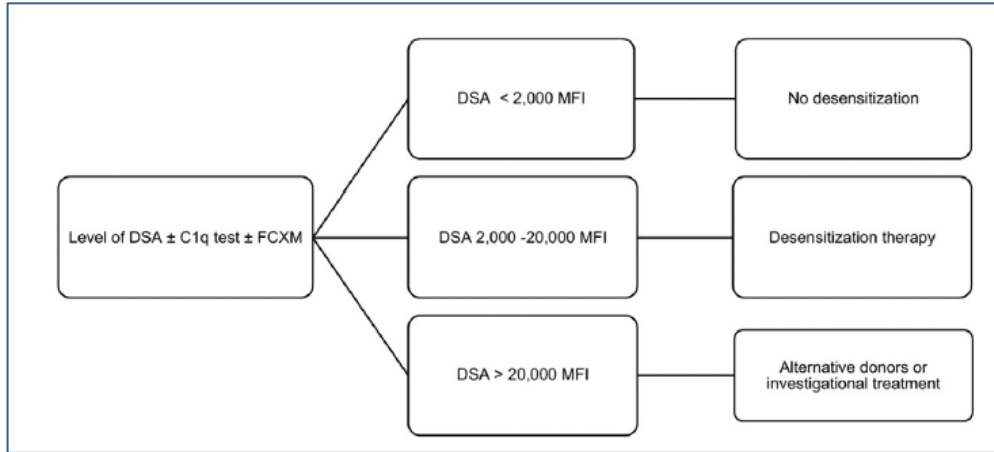 DSA < 2,000 MFI
No desensitization
Level of DSA ± C1q test ± FCXM
DSA 2,000 -20,000 MFI
Desensitization therapy
DSA > 20,000 MFI
Alternative donors or
investigational treatment